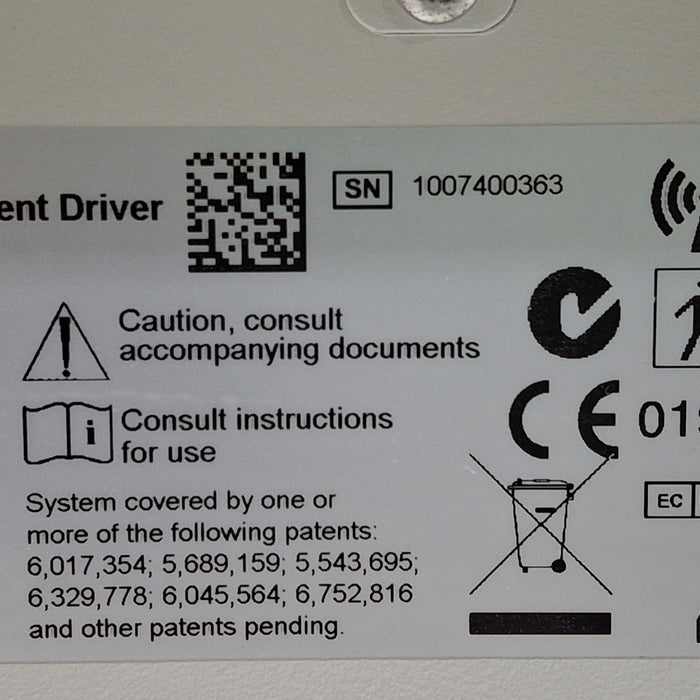 ent Driver
SN 1007400363
Caution, consult
accompanying documents
i Consult instructions
for use
CE 019
EC
System covered by one or
more of the following patents:
6,017,354; 5,689,159; 5,543,695;
6,329,778; 6,045,564; 6,752,816
and other patents pending.